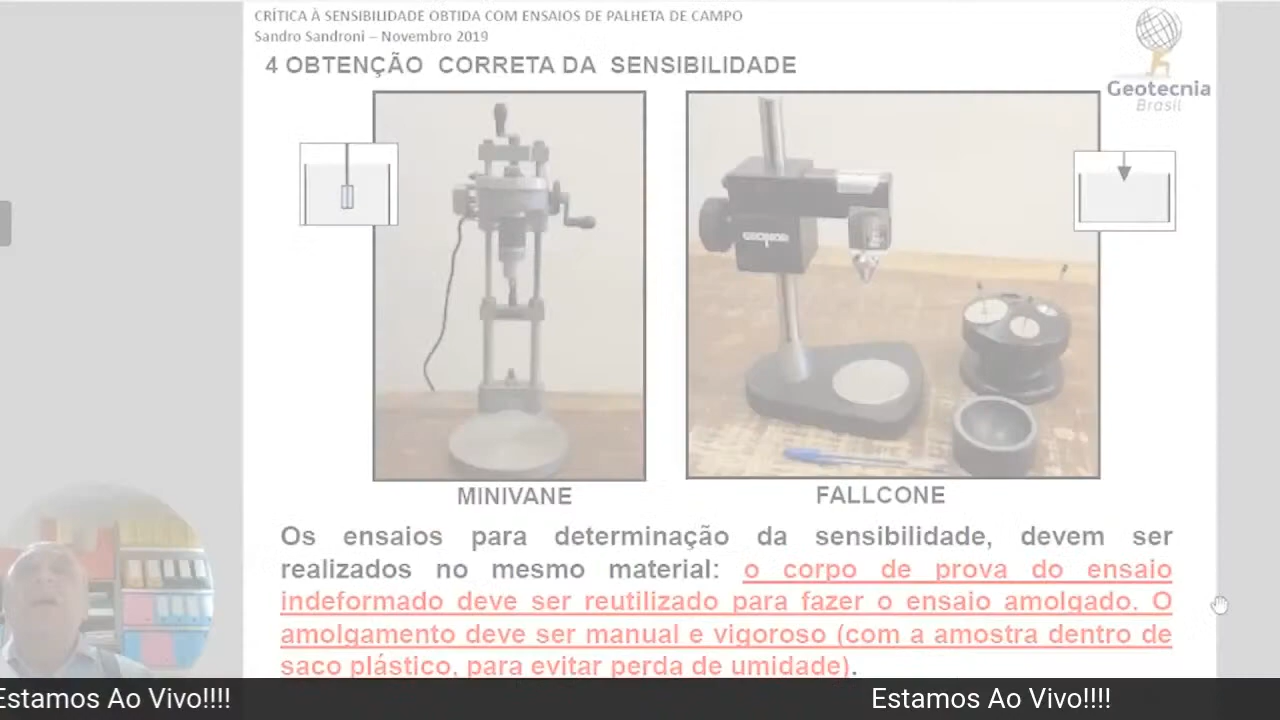 CRÍTICA À SENSIBILIDADE OBTIDA COM ENSAIOS DE PALHETA DE CAMPO
Sandro Sandroni – Novembro 2019
4 OBTENÇÃO CORRETA DA SENSIBILIDADE
Geotecnia
Brasil
GEONOR
MINIVANE
FALLCONE
Os ensaios para determinação da sensibilidade, devem ser
realizados no mesmo material: o corpo de prova do ensaio
indeformado deve ser reutilizado para fazer o ensaio amolgado. O
amolgamento deve ser manual e vigoroso (com a amostra dentro de
saco plástico, para evitar perda de umidade).
Estamos Ao Vivo!!!! Estamos Ao Vivo!!!!